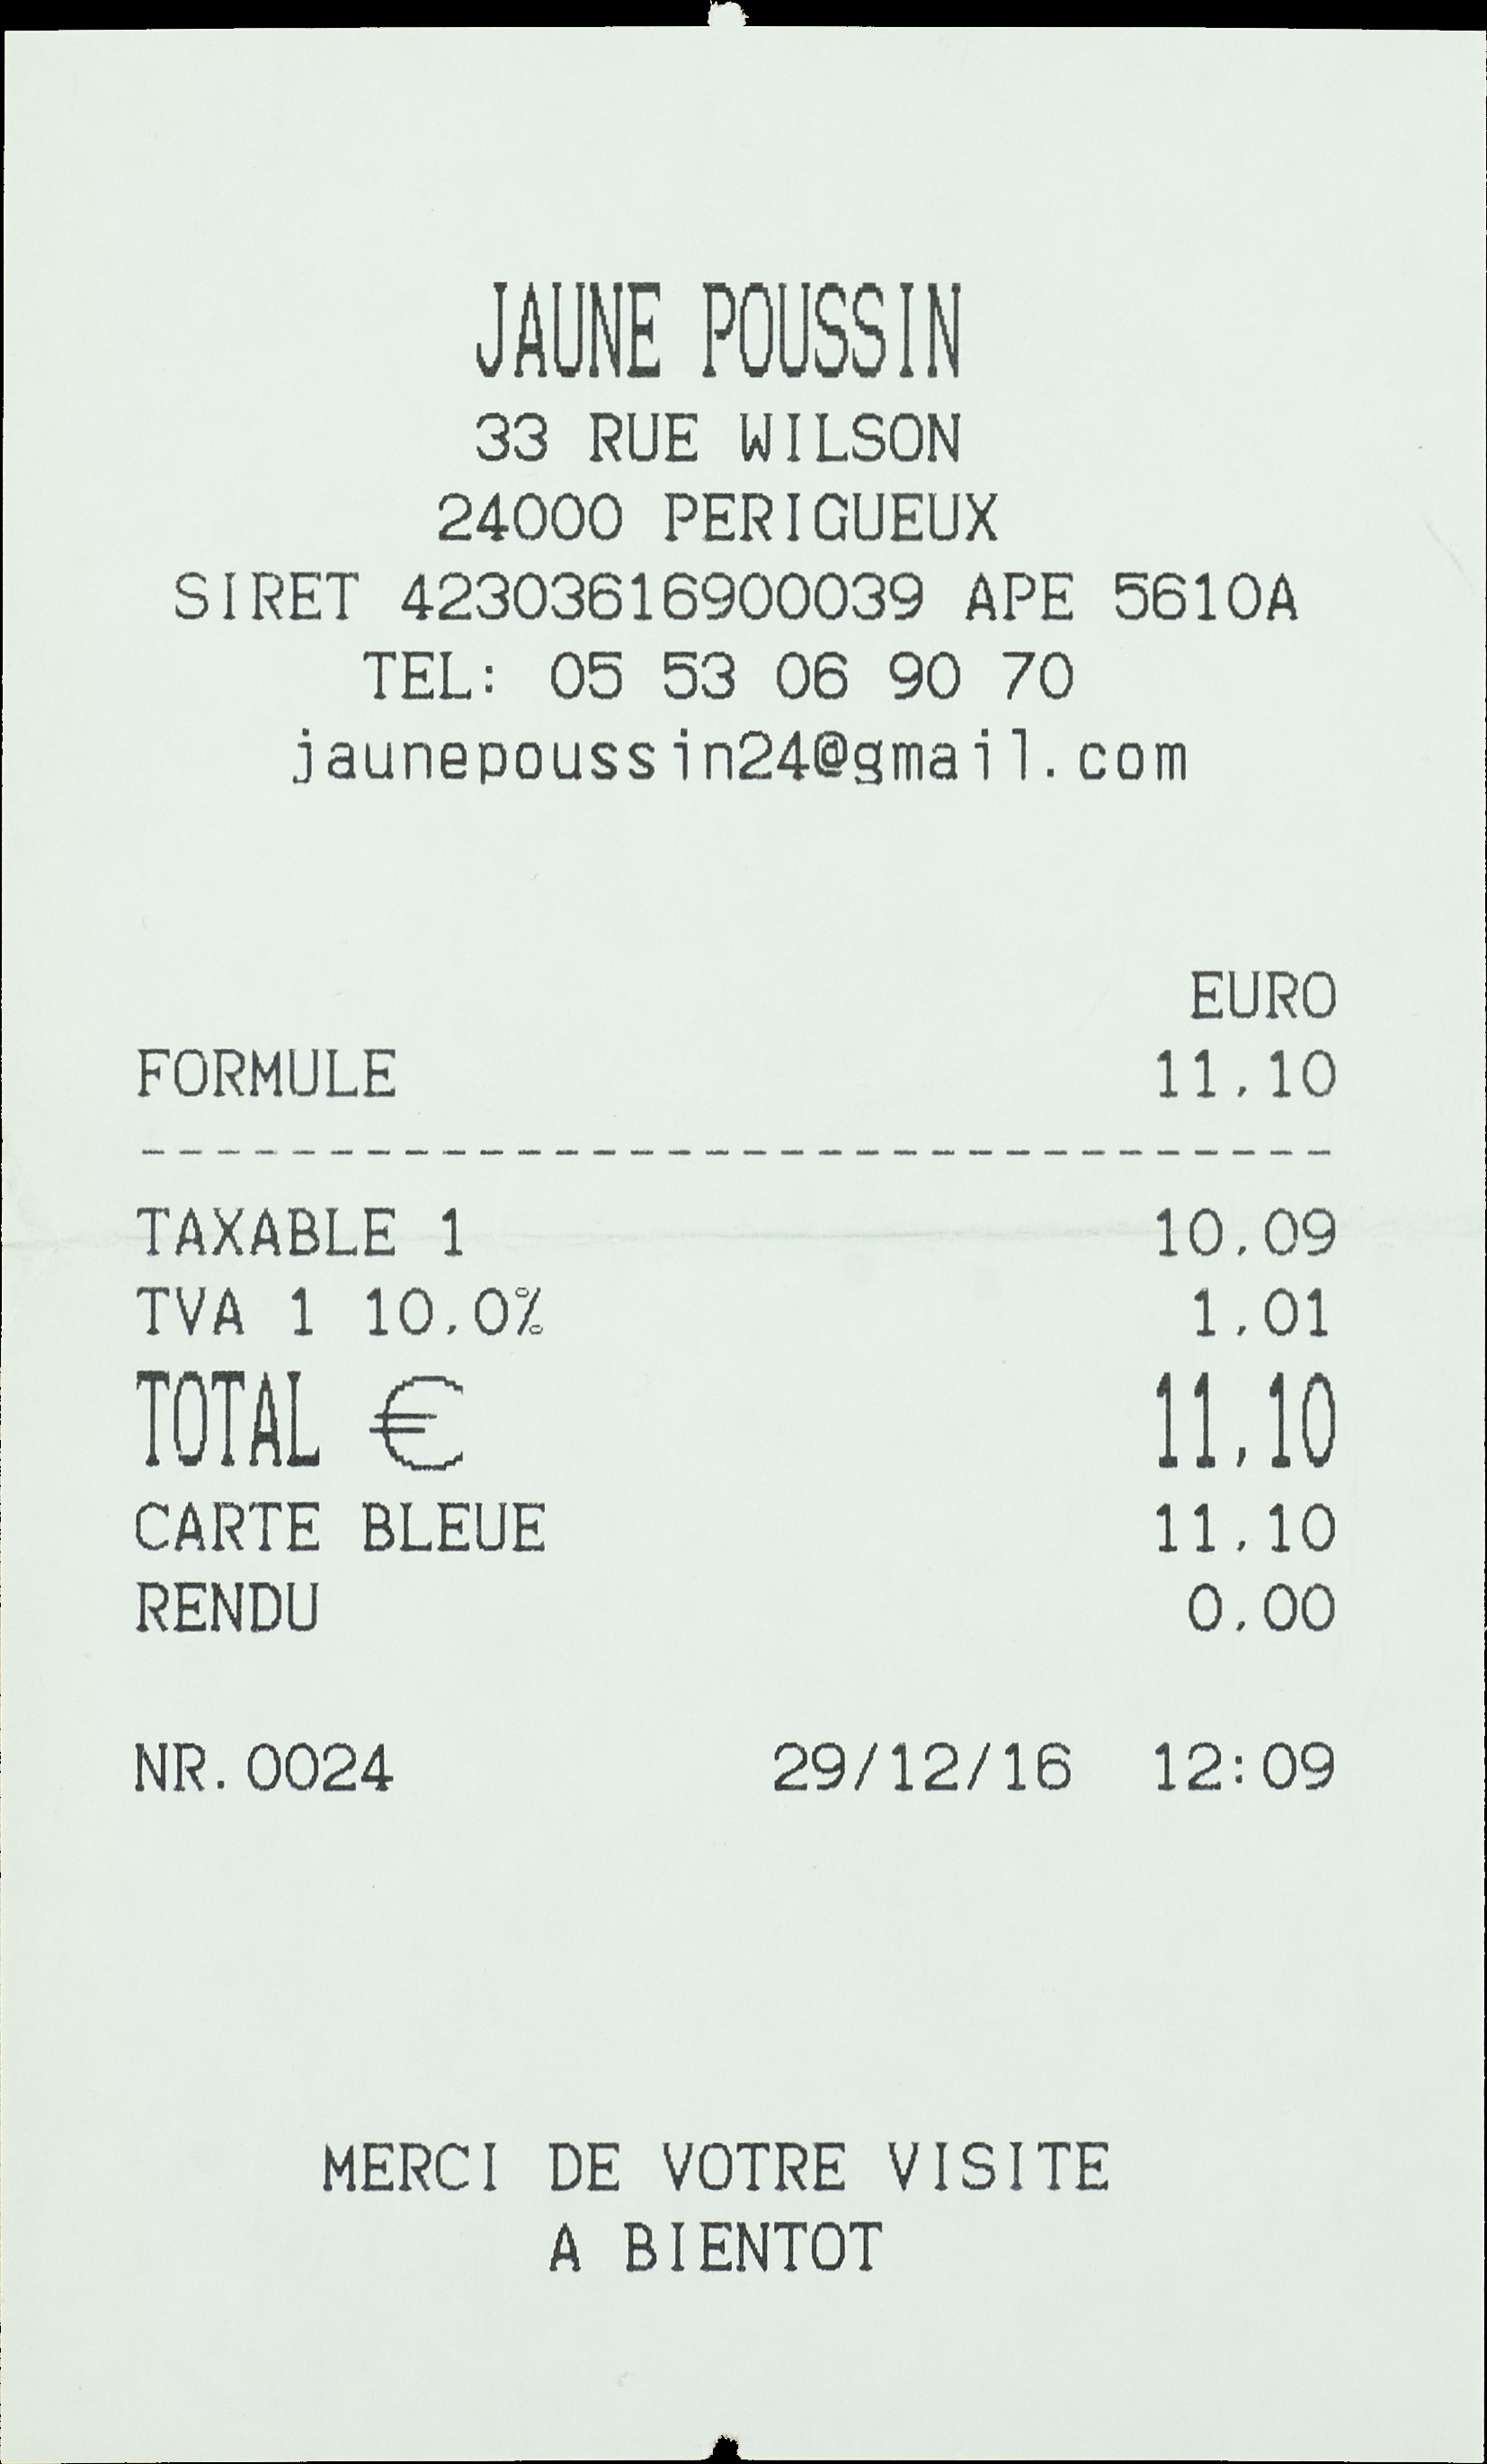 JAUNE POUSSIN
33 RUE WILSON
24000 PERIGUEUX
SIRET 42303616900039 APE 5610A
TEL: 05 53 06 90 70
jaunepoussin24@gmail.com
EURO
FORMULE 11,10
--------------------------------
TAXABLE 1 10,09
TVA 1 10,0% 1,01
TOTAL € 11,10
CARTE BLEUE 11,10
RENDU 0,00
NR.0024 29/12/16 12:09
MERCI DE VOTRE VISITE
A BIENTOT